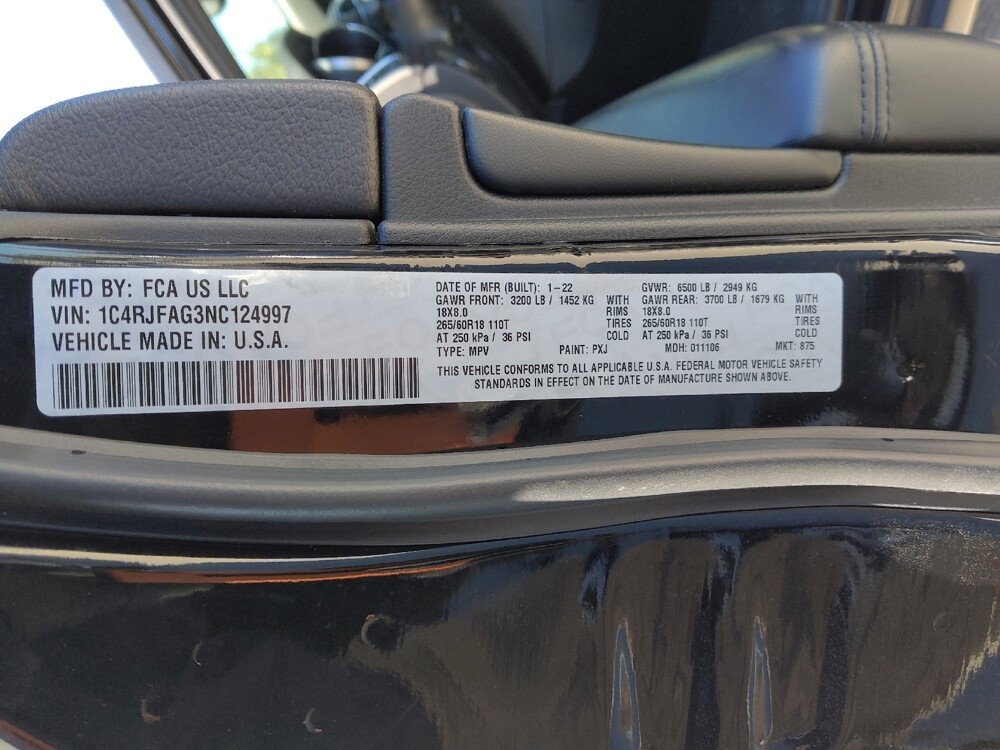 MFD BY: FCA US LLC
VIN: 1C4RJFAG3NC124997
VEHICLE MADE IN: U.S.A.
DATE OF MFR (BUILT): 1-22 GVWR: 6500 LB / 2949 KG
GAWR FRONT: 3200 LB / 1452 KG WITH GAWR REAR: 3700 LB / 1679 KG WITH
18X8.0 RIMS 18X8.0 RIMS
265/60R18 110T TIRES 265/60R18 110T TIRES
AT 250 kPa / 36 PSI COLD AT 250 kPa / 36 PSI COLD
TYPE: MPV PAINT: PXJ MDH: 011106 MKT: 875
THIS VEHICLE CONFORMS TO ALL APPLICABLE U.S.A. FEDERAL MOTOR VEHICLE SAFETY
STANDARDS IN EFFECT ON THE DATE OF MANUFACTURE SHOWN ABOVE.